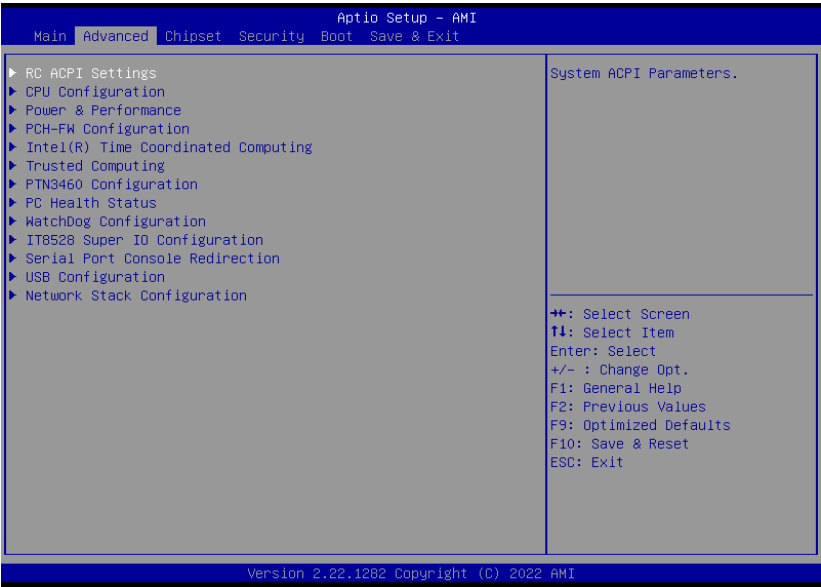 Aptio Setup – AMI
Main Advanced Chipset Security Boot Save & Exit
RC ACPI Settings
CPU Configuration
Power & Performance
PCH-FW Configuration
Intel(R) Time Coordinated Computing
Trusted Computing
PTN3460 Configuration
PC Health Status
WatchDog Configuration
IT8528 Super IO Configuration
Serial Port Console Redirection
USB Configuration
Network Stack Configuration
System ACPI Parameters.
→←: Select Screen
↑↓: Select Item
Enter: Select
+/- : Change Opt.
F1: General Help
F2: Previous Values
F9: Optimized Defaults
F10: Save & Reset
ESC: Exit
Version 2.22.1282 Copyright (C) 2022 AMI